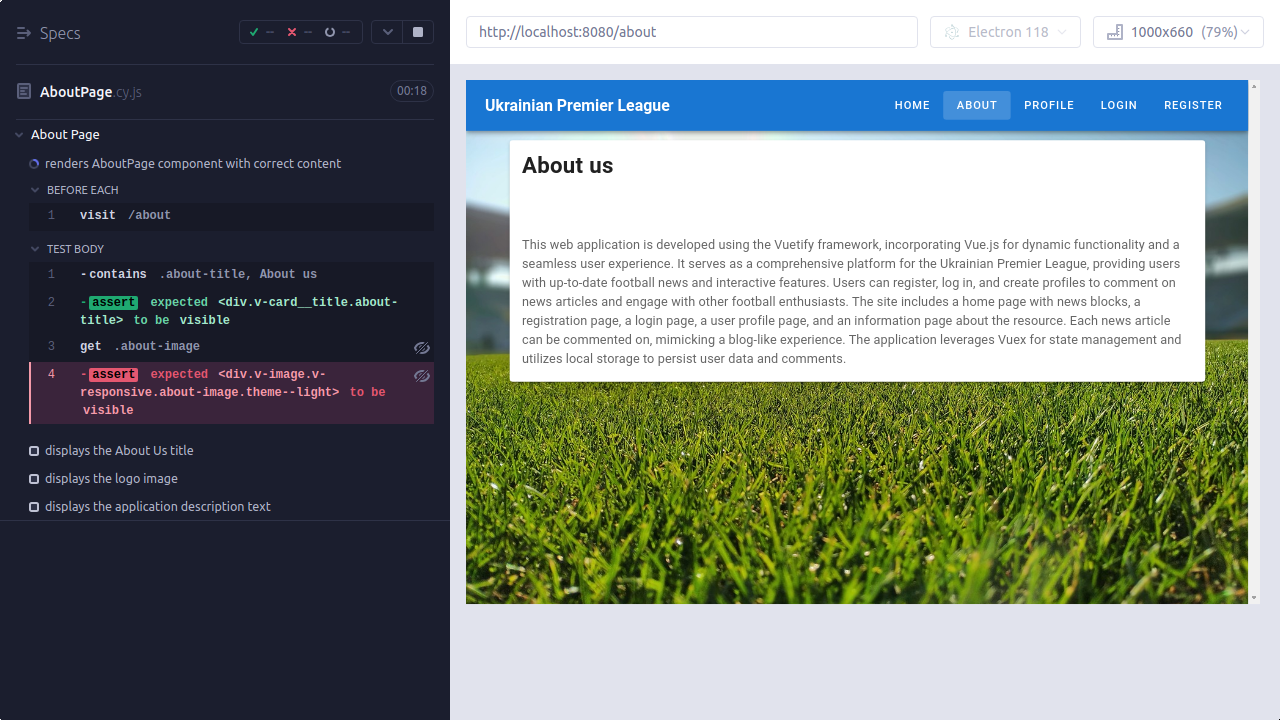 Specs
--
--
--
http://localhost:8080/about
Electron 118
1000x660 (79%)
AboutPage.cy.js
00:18
About Page
renders AboutPage component with correct content
BEFORE EACH
1 visit /about
TEST BODY
1 -contains .about-title, About us
2 -assert expected <div.v-card__title.about-
title> to be visible
3 get .about-image
4 -assert expected <div.v-image.v-
responsive.about-image.theme--light> to be
visible
displays the About Us title
displays the logo image
displays the application description text
Ukrainian Premier League
HOME
ABOUT
PROFILE
LOGIN
REGISTER
About us
This web application is developed using the Vuetify framework, incorporating Vue.js for dynamic functionality and a
seamless user experience. It serves as a comprehensive platform for the Ukrainian Premier League, providing users
with up-to-date football news and interactive features. Users can register, log in, and create profiles to comment on
news articles and engage with other football enthusiasts. The site includes a home page with news blocks, a
registration page, a login page, a user profile page, and an information page about the resource. Each news article
can be commented on, mimicking a blog-like experience. The application leverages Vuex for state management and
utilizes local storage to persist user data and comments.